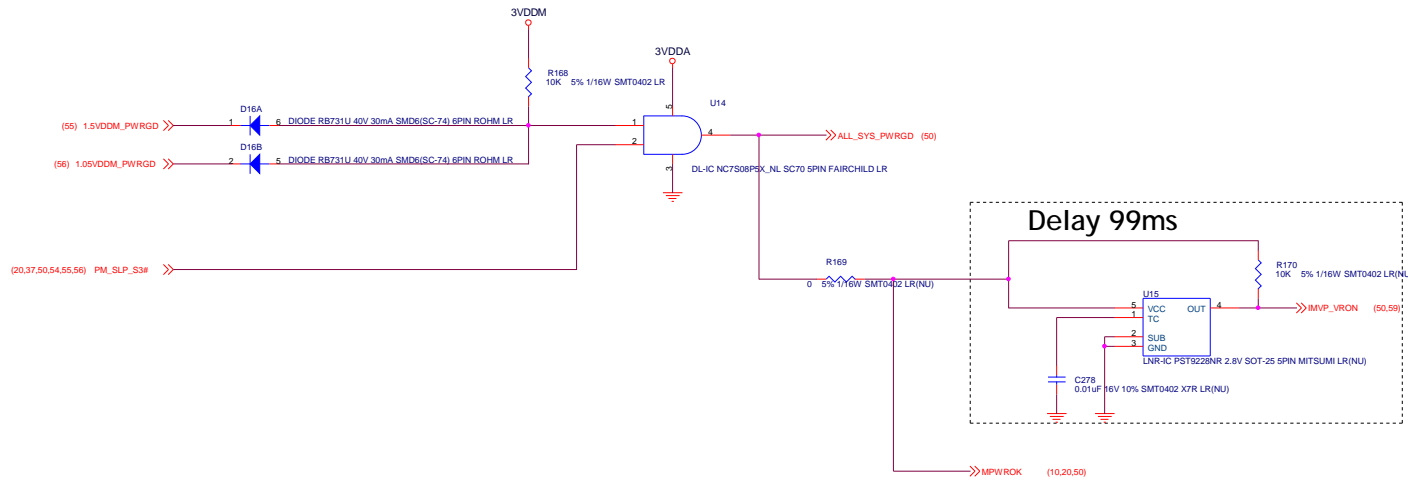 3VDDM
3VDDA
R168
10K 5% 1/16W SMT0402 LR
U14
5
D16A
(55) 1.5VDDM_PWRGD
1
6
DIODE RB731U 40V 30mA SMD6(SC-74) 6PIN ROHM LR
1
4
ALL_SYS_PWRGD (50)
2
D16B
(56) 1.05VDDM_PWRGD
2
5
DIODE RB731U 40V 30mA SMD6(SC-74) 6PIN ROHM LR
3
DL-IC NC7S08P5X_NL SC70 5PIN FAIRCHILD LR
Delay 99ms
(20,37,50,54,55,56) PM_SLP_S3#
R169
0 5% 1/16W SMT0402 LR(NU)
R170
10K 5% 1/16W SMT0402 LR(NU
U15
5
VCC
OUT
4
IMVP_VRON (50,59)
1
TC
2
SUB
3
GND
LNR-IC PST9228NR 2.8V SOT-25 5PIN MITSUMI LR(NU)
C278
0.01uF 16V 10% SMT0402 X7R LR(NU)
MPWROK (10,20,50)